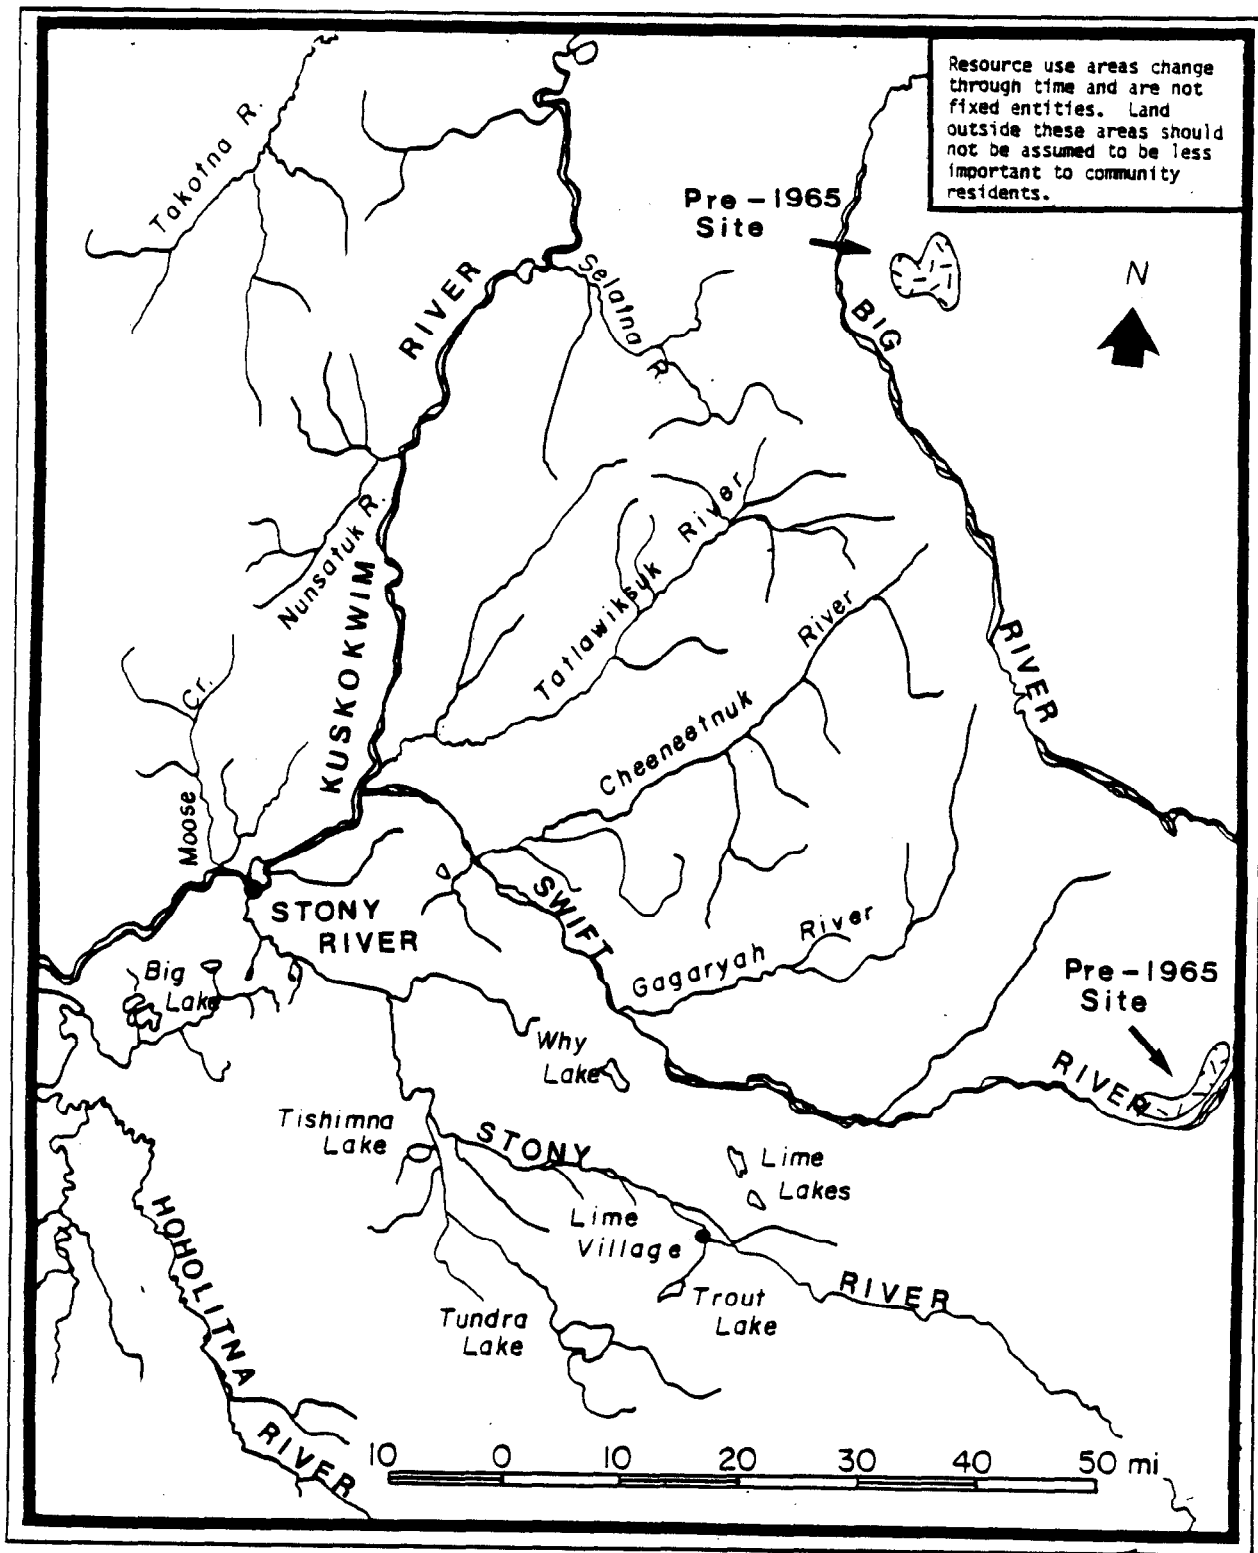 Resource use areas change
through time and are not
fixed entities. Land
outside these areas should
not be assumed to be less
important to community
residents.
Takotna R.
Pre-1965
Site
N
RIVER
Selatna R.
BIG
Nunsatuk R.
Tatlawiksuk River
KUSKOKWIM
Cheeneetnuk River
RIVER
Moose Cr.
STONY
RIVER
SWIFT
Gagaryah River
Big
Lake
Pre-1965
Site
Why
Lake
RIVER
Tishimna
Lake
STONY
Lime
Lakes
Lime
Village
HOHOLITNA
RIVER
Trout
Lake
Tundra
Lake
RIVER
10 0 10 20 30 40 50 mi